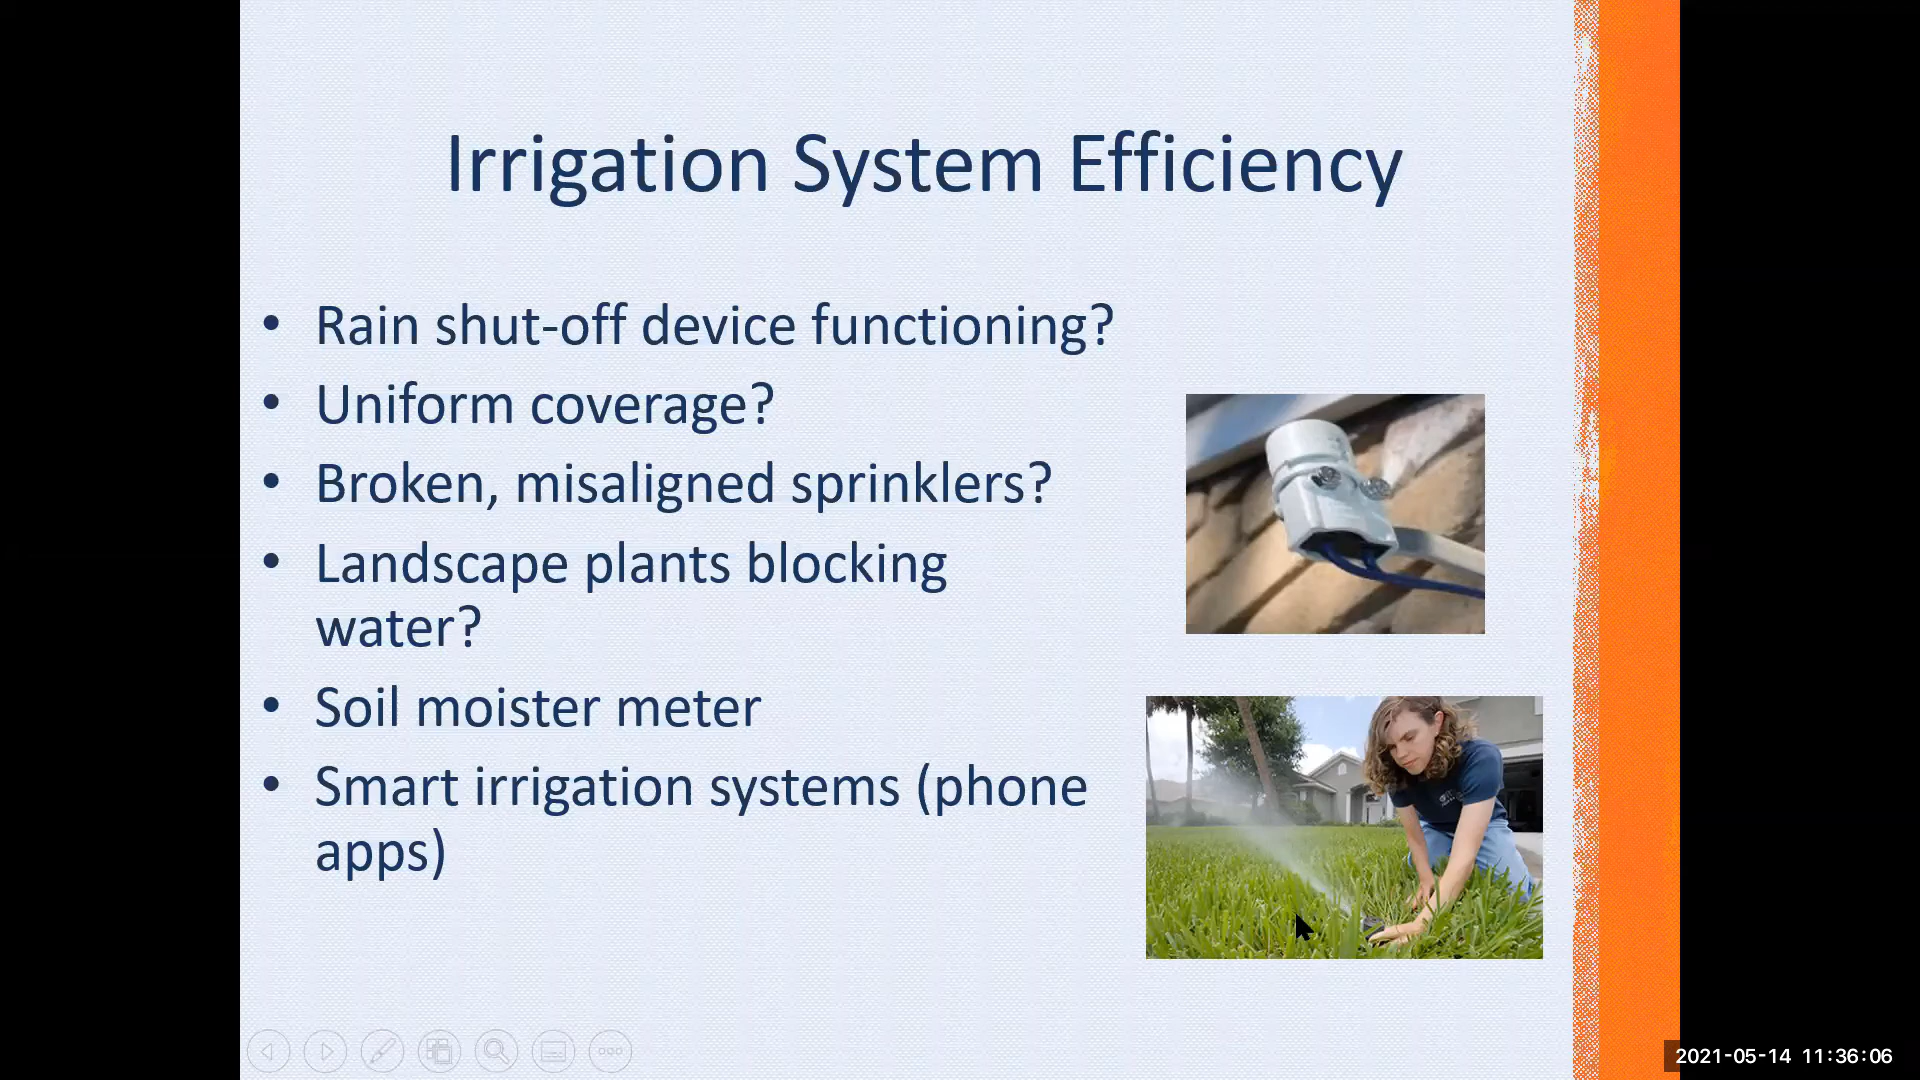 Irrigation System Efficiency
• Rain shut-off device functioning?
• Uniform coverage?
• Broken, misaligned sprinklers?
• Landscape plants blocking
water?
• Soil moister meter
• Smart irrigation systems (phone
apps)
2021-05-14 11:36:06